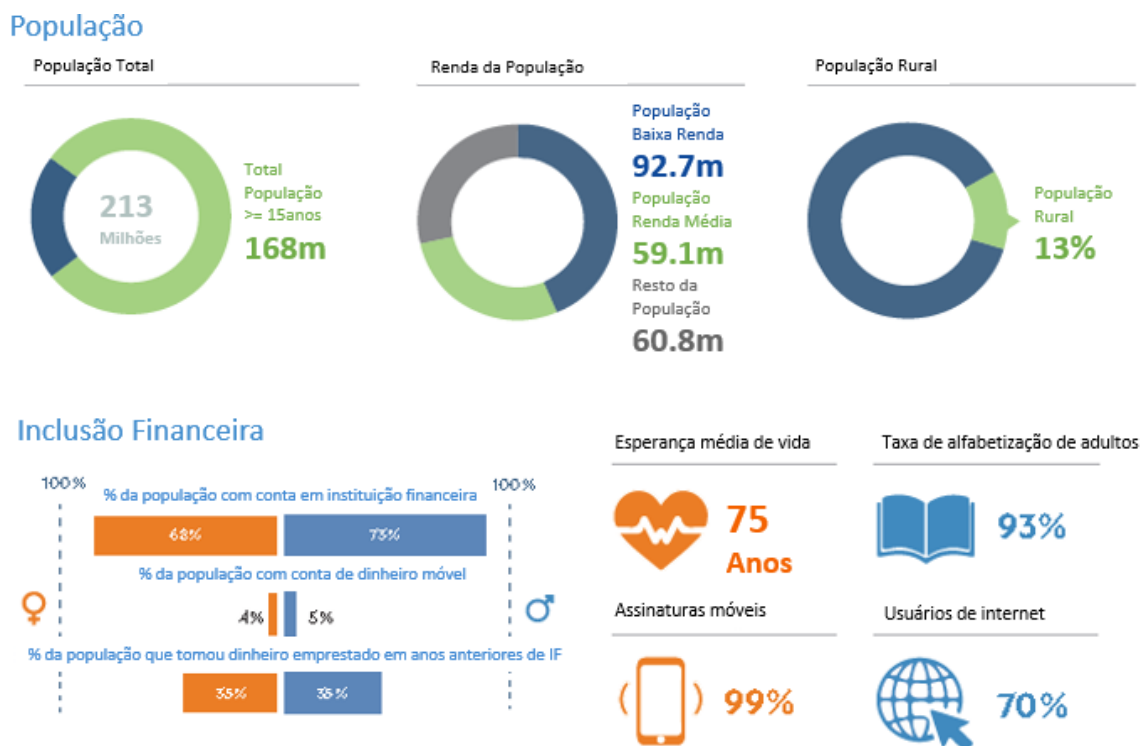 População
População Total
213
Milhões
Total
População
>= 15anos
168m
Renda da População
População
Baixa Renda
92.7m
População
Renda Média
59.1m
Resto da
População
60.8m
População Rural
População
Rural
13%
Inclusão Financeira
100%
100%
% da população com conta em instituição financeira
68%
73%
% da população com conta de dinheiro móvel
4%
5%
% da população que tomou dinheiro emprestado em anos anteriores de IF
35%
35%
Esperança média de vida
75
Anos
Taxa de alfabetização de adultos
93%
Assinaturas móveis
99%
Usuários de internet
70%